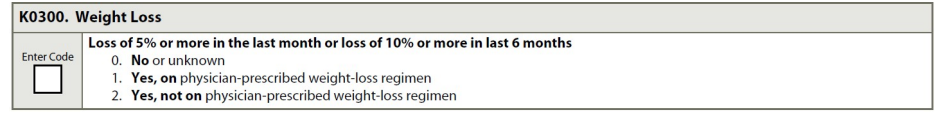 K0300. Weight Loss
Enter Code
Loss of 5% or more in the last month or loss of 10% or more in last 6 months
0. No or unknown
1. Yes, on physician-prescribed weight-loss regimen
2. Yes, not on physician-prescribed weight-loss regimen